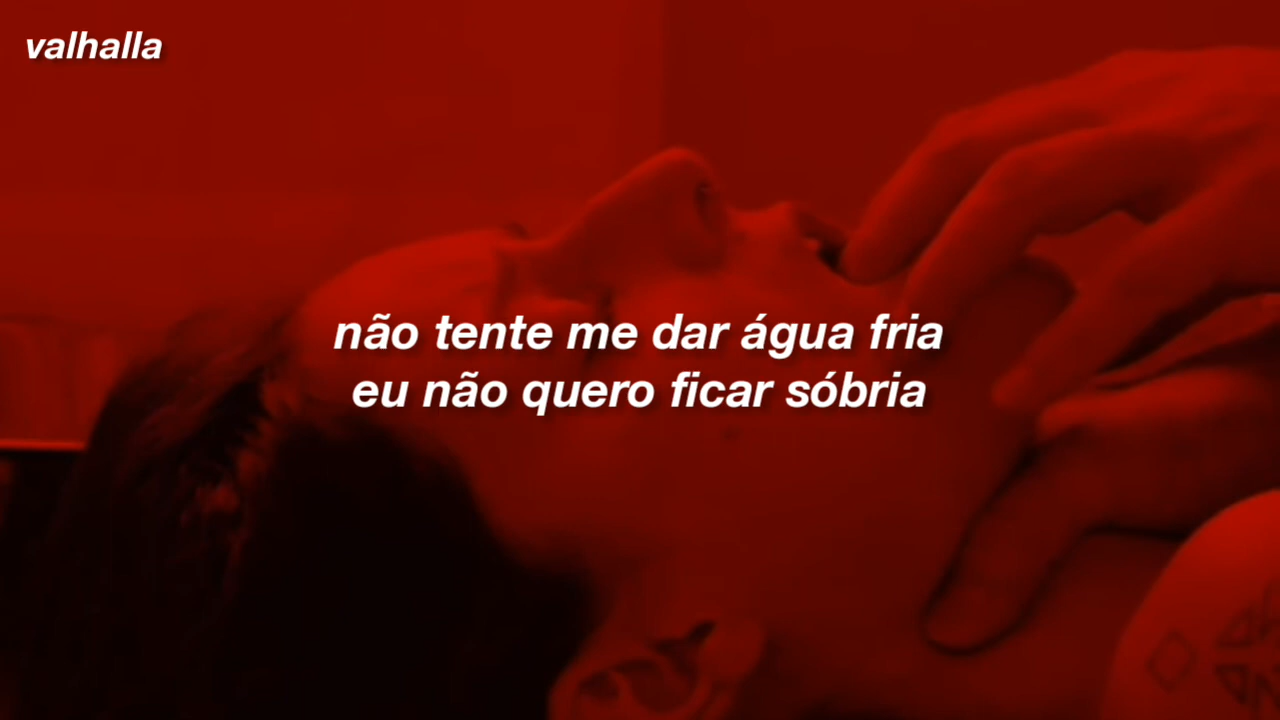 valhalla
não tente me dar água fria
eu não quero ficar sóbria